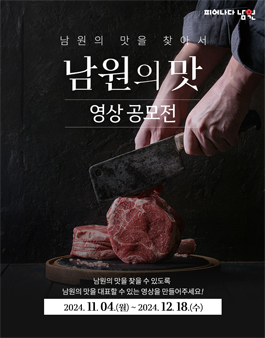 피어나다 남원
남원의 맛을 찾아서
남원의 맛
영상 공모전
남원의 맛을 찾을 수 있도록
남원의 맛을 대표할 수 있는 영상을 만들어주세요!
2024. 11. 04.(월) ~ 2024. 12. 18.(수)